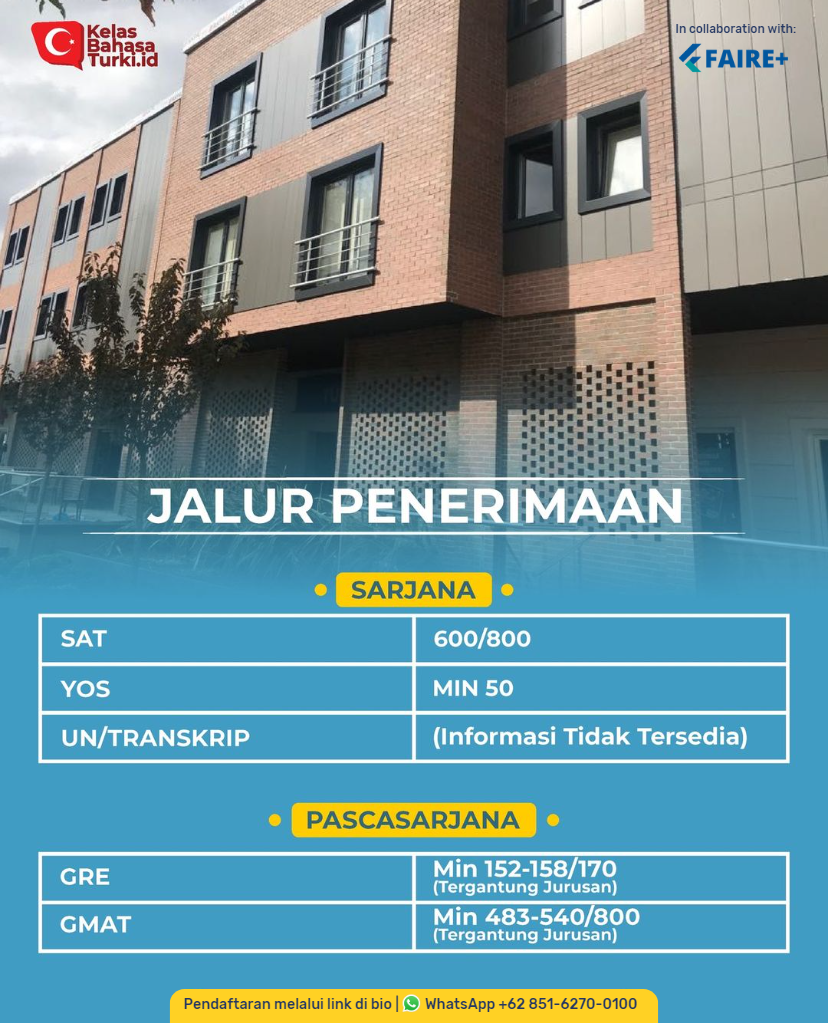 Kelas
Bahasa
Turki.id
In collaboration with:
FAIRE+
JALUR PENERIMAAN
SARJANA
SAT 600/800
YOS MIN 50
UN/TRANSKRIP (Informasi Tidak Tersedia)
PASCASARJANA
GRE Min 152-158/170
(Tergantung Jurusan)
GMAT Min 483-540/800
(Tergantung Jurusan)
Pendaftaran melalui link di bio | WhatsApp +62 851-6270-0100